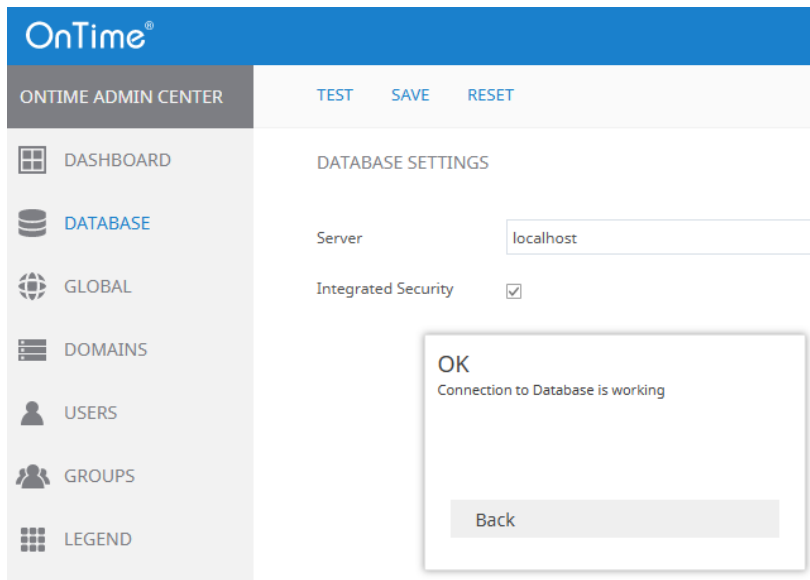 OnTime®
ONTIME ADMIN CENTER
TEST SAVE RESET
DASHBOARD
DATABASE SETTINGS
DATABASE
Server localhost
GLOBAL
Integrated Security
DOMAINS
OK
Connection to Database is working
USERS
GROUPS
Back
LEGEND